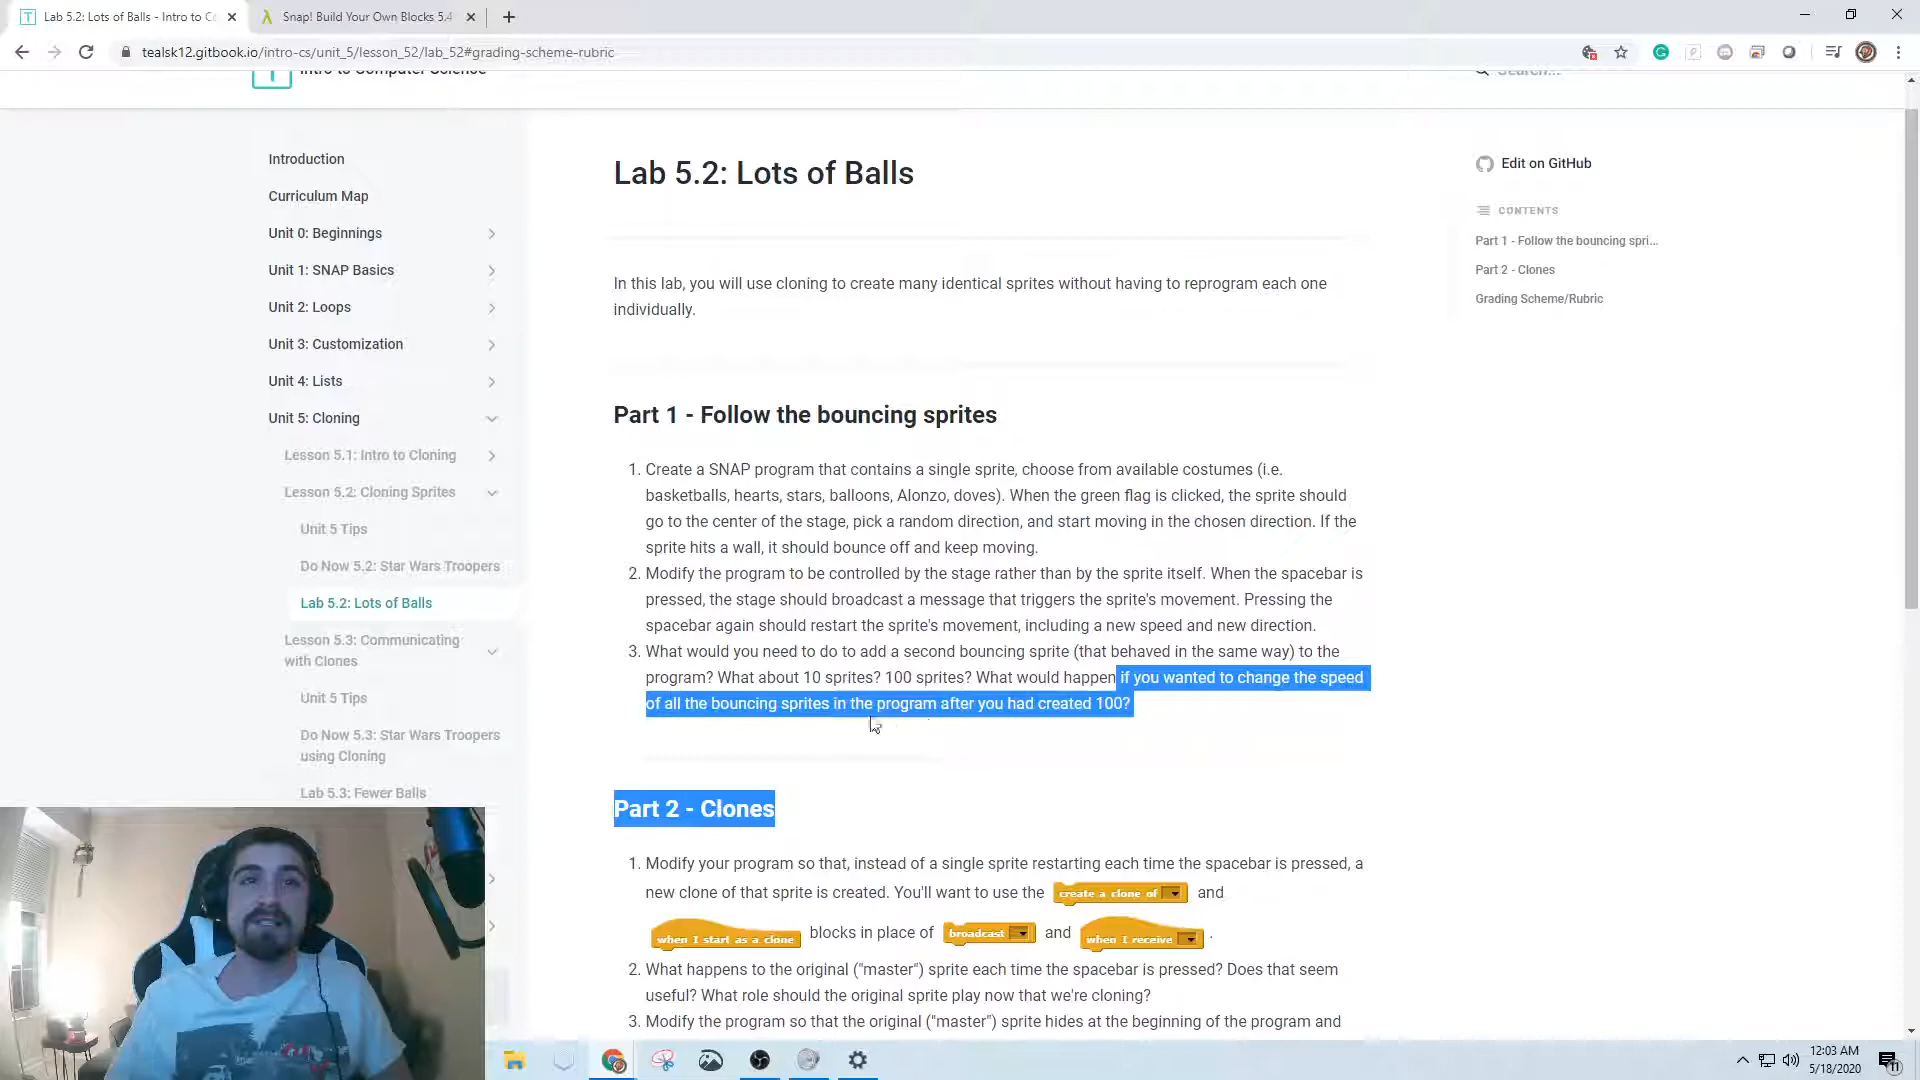 Lab 5.2: Lots of Balls - Intro to C
Snap! Build Your Own Blocks 5.4
tealsk12.gitbook.io/intro-cs/unit_5/lesson_52/lab_52#grading-scheme-rubric
Intro to Computer Science
Search...
Introduction
Curriculum Map
Unit 0: Beginnings
Unit 1: SNAP Basics
Unit 2: Loops
Unit 3: Customization
Unit 4: Lists
Unit 5: Cloning
Lesson 5.1: Intro to Cloning
Lesson 5.2: Cloning Sprites
Unit 5 Tips
Do Now 5.2: Star Wars Troopers
Lab 5.2: Lots of Balls
Lesson 5.3: Communicating
with Clones
Unit 5 Tips
Do Now 5.3: Star Wars Troopers
using Cloning
Lab 5.3: Fewer Balls
Lab 5.2: Lots of Balls
In this lab, you will use cloning to create many identical sprites without having to reprogram each one
individually.
Part 1 - Follow the bouncing sprites
1. Create a SNAP program that contains a single sprite, choose from available costumes (i.e.
basketballs, hearts, stars, balloons, Alonzo, doves). When the green flag is clicked, the sprite should
go to the center of the stage, pick a random direction, and start moving in the chosen direction. If the
sprite hits a wall, it should bounce off and keep moving.
2. Modify the program to be controlled by the stage rather than by the sprite itself. When the spacebar is
pressed, the stage should broadcast a message that triggers the sprite's movement. Pressing the
spacebar again should restart the sprite's movement, including a new speed and new direction.
3. What would you need to do to add a second bouncing sprite (that behaved in the same way) to the
program? What about 10 sprites? 100 sprites? What would happen if you wanted to change the speed
of all the bouncing sprites in the program after you had created 100?
Part 2 - Clones
1. Modify your program so that, instead of a single sprite restarting each time the spacebar is pressed, a
new clone of that sprite is created. You'll want to use the create a clone of and
when I start as a clone blocks in place of broadcast and when I receive .
2. What happens to the original ("master") sprite each time the spacebar is pressed? Does that seem
useful? What role should the original sprite play now that we're cloning?
3. Modify the program so that the original ("master") sprite hides at the beginning of the program and
Edit on GitHub
CONTENTS
Part 1 - Follow the bouncing spri...
Part 2 - Clones
Grading Scheme/Rubric
12:03 AM
5/18/2020
11